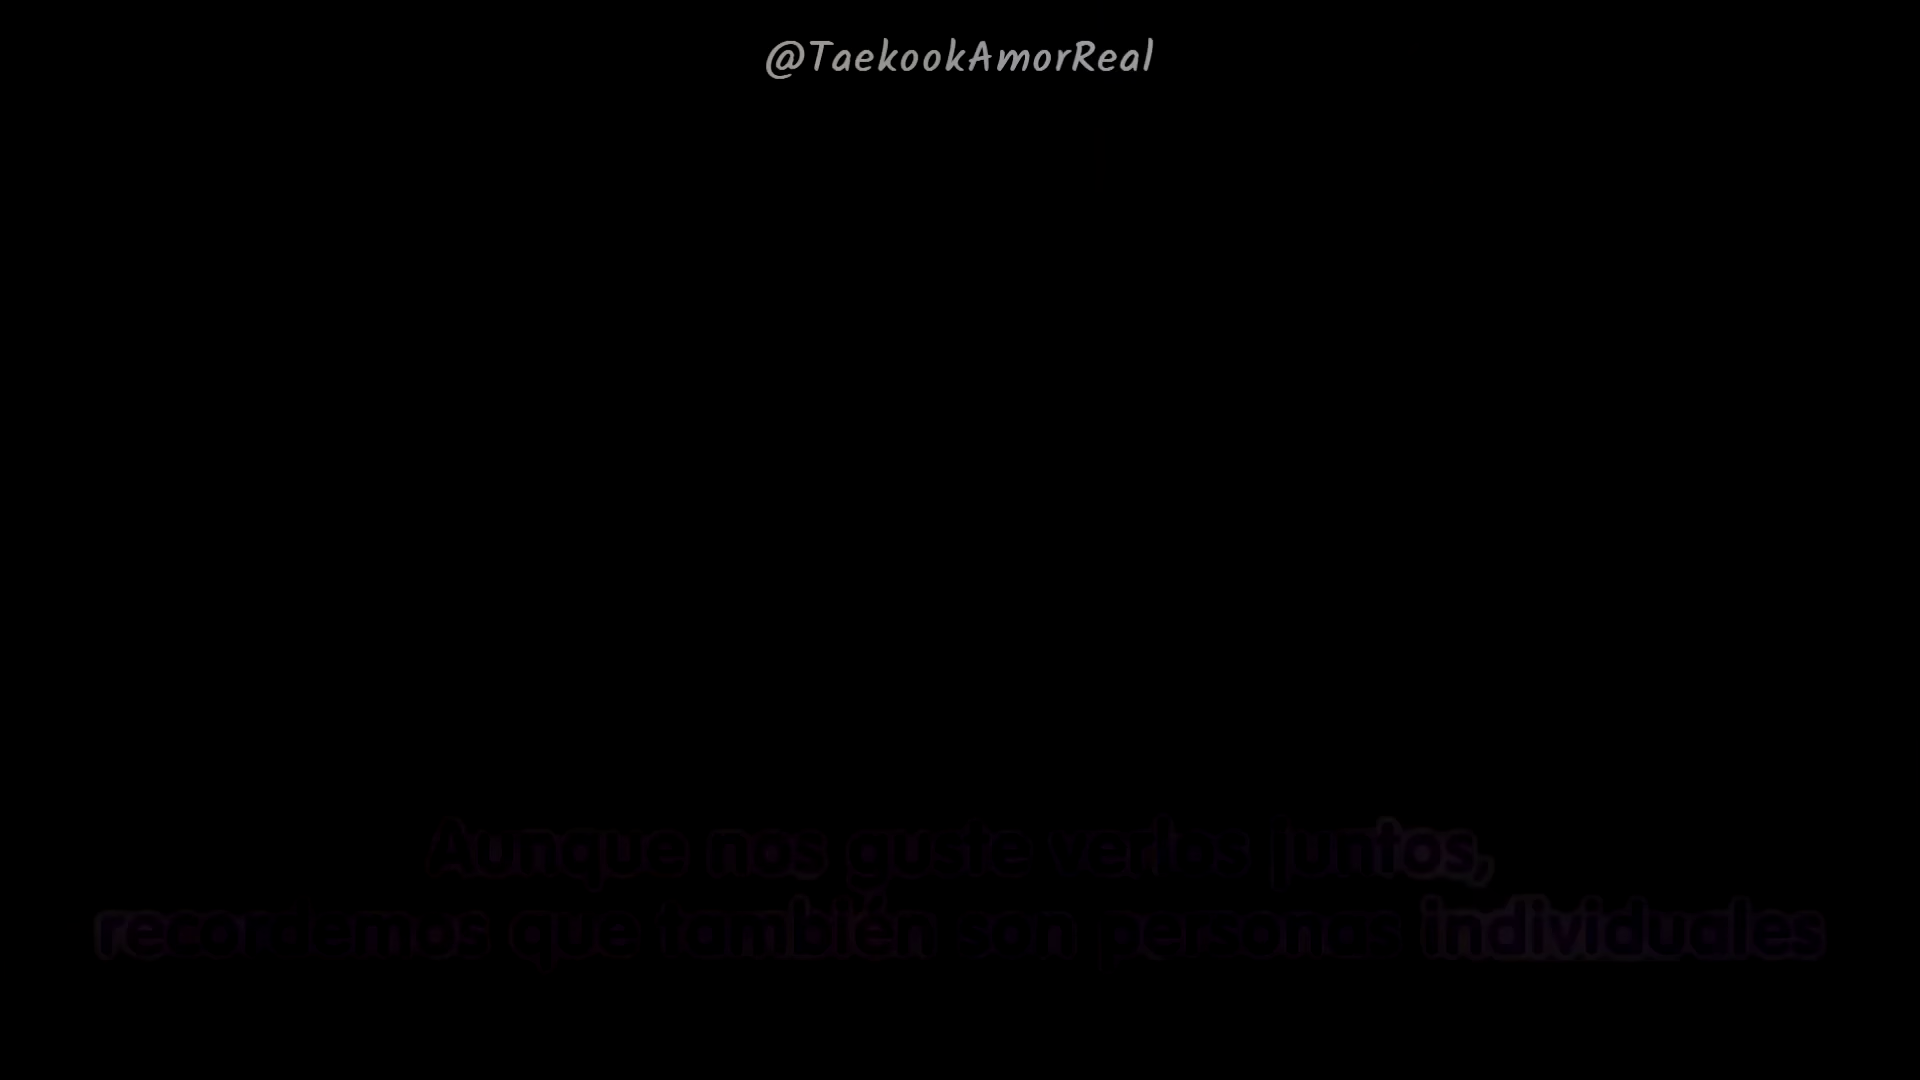 @TaekookAmorReal
Aunque nos guste verlos juntos,
recordemos que también son personas individuales